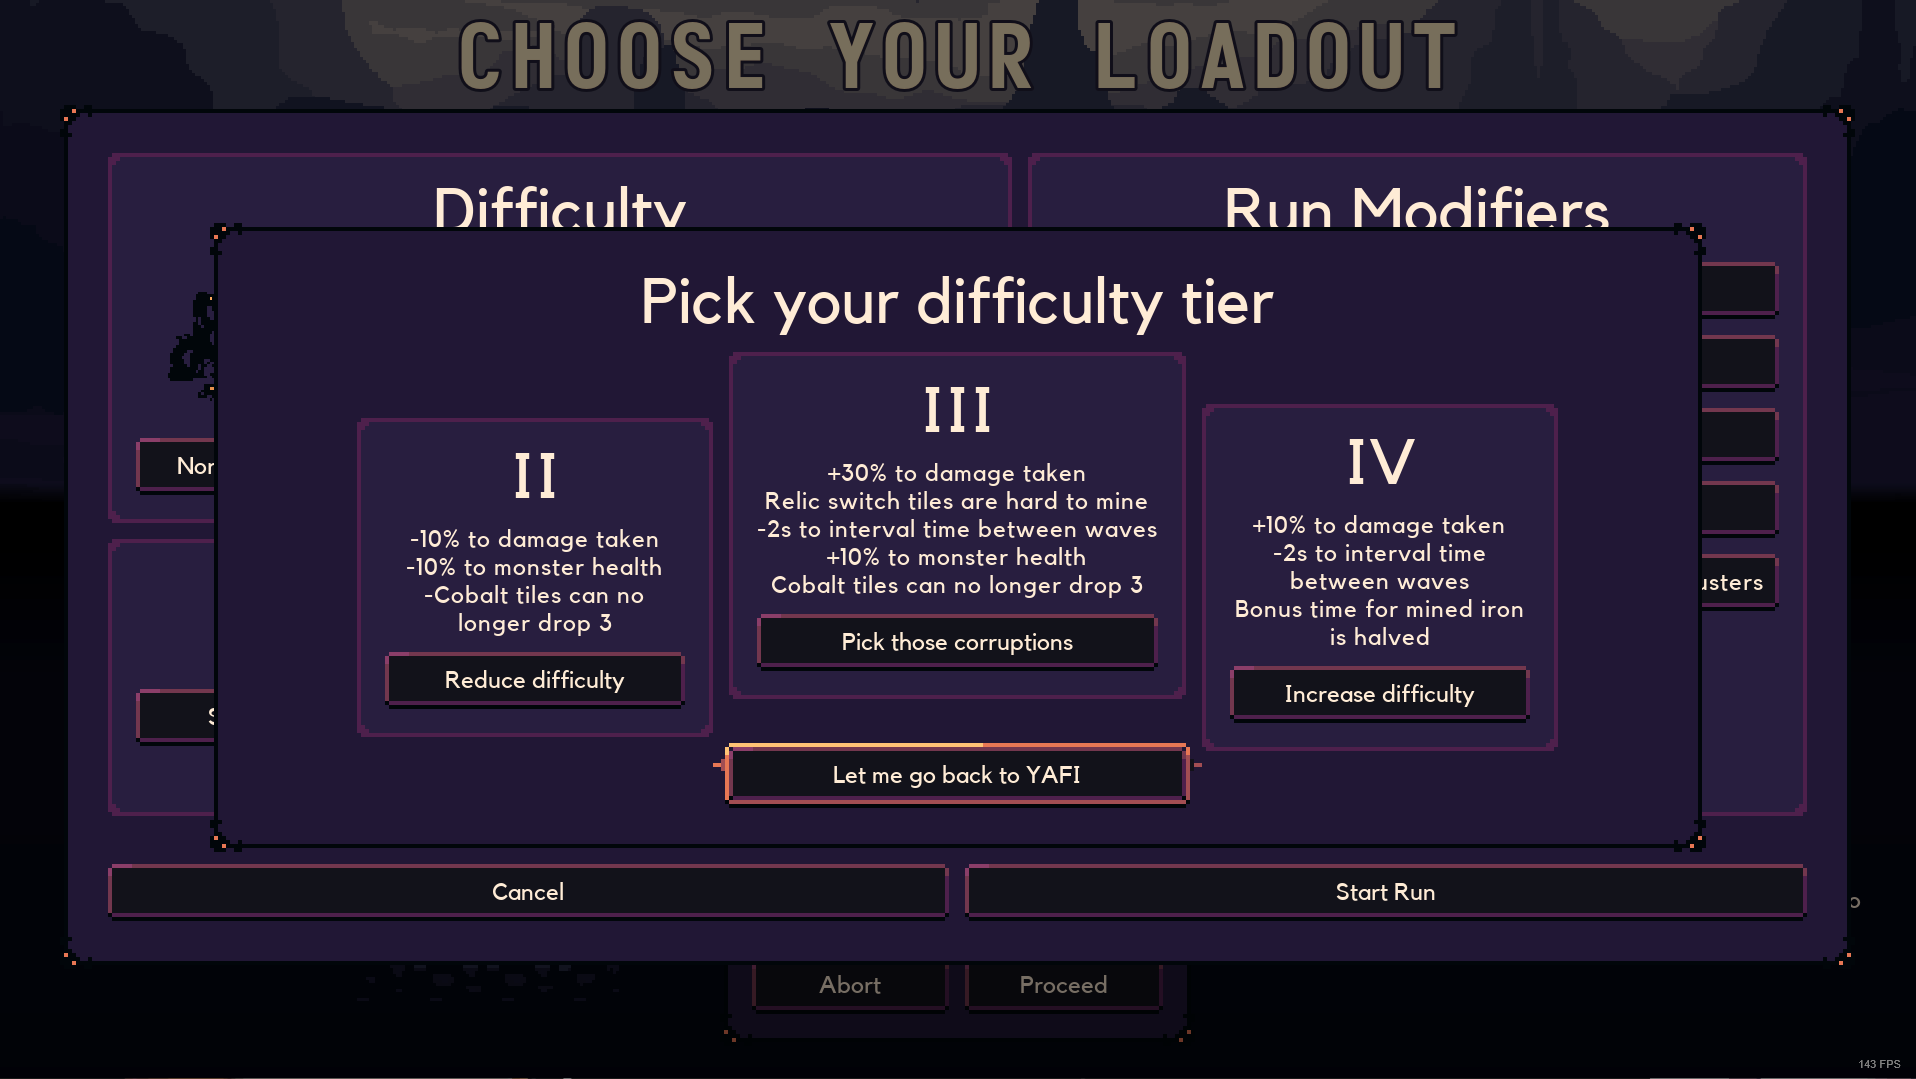 CHOOSE YOUR LOADOUT
Difficulty
Run Modifiers
Pick your difficulty tier
II
-10% to damage taken
-10% to monster health
-Cobalt tiles can no
longer drop 3
Reduce difficulty
III
+30% to damage taken
Relic switch tiles are hard to mine
-2s to interval time between waves
+10% to monster health
Cobalt tiles can no longer drop 3
Pick those corruptions
IV
+10% to damage taken
-2s to interval time
between waves
Bonus time for mined iron
is halved
Increase difficulty
Let me go back to YAFI
Cancel
Start Run
Abort
Proceed
143 FPS